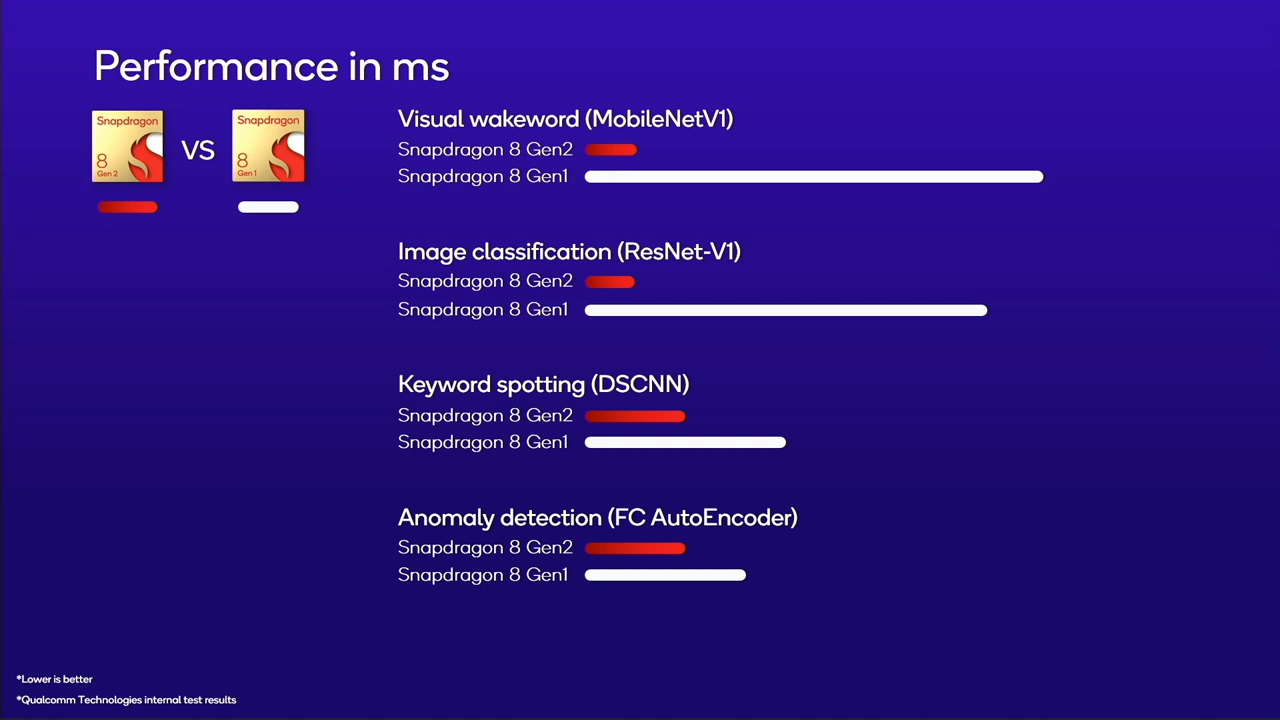 Performance in ms
Snapdragon
8
Gen 2
VS
Snapdragon
8
Gen 1
Visual wakeword (MobileNetV1)
Snapdragon 8 Gen2
Snapdragon 8 Gen1
Image classification (ResNet-V1)
Snapdragon 8 Gen2
Snapdragon 8 Gen1
Keyword spotting (DSCNN)
Snapdragon 8 Gen2
Snapdragon 8 Gen1
Anomaly detection (FC AutoEncoder)
Snapdragon 8 Gen2
Snapdragon 8 Gen1
*Lower is better
*Qualcomm Technologies internal test results